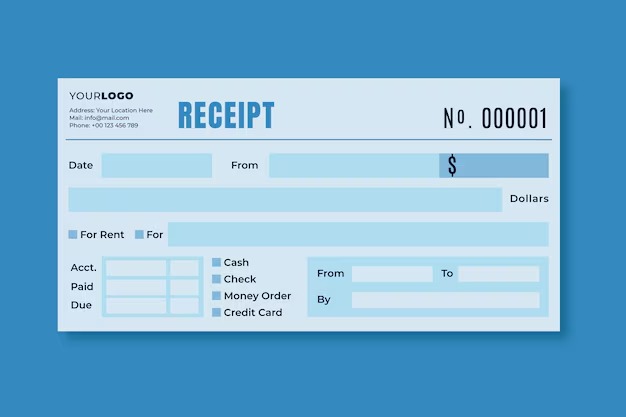 YOURLOGO
Address: Your Location Here
Mail: info@mail.com
Phone: +00 123 456 789
RECEIPT
Nº. 000001
Date From $
Dollars
For Rent For
Acct.
Paid
Due
Cash
Check
Money Order
Credit Card
From To
By